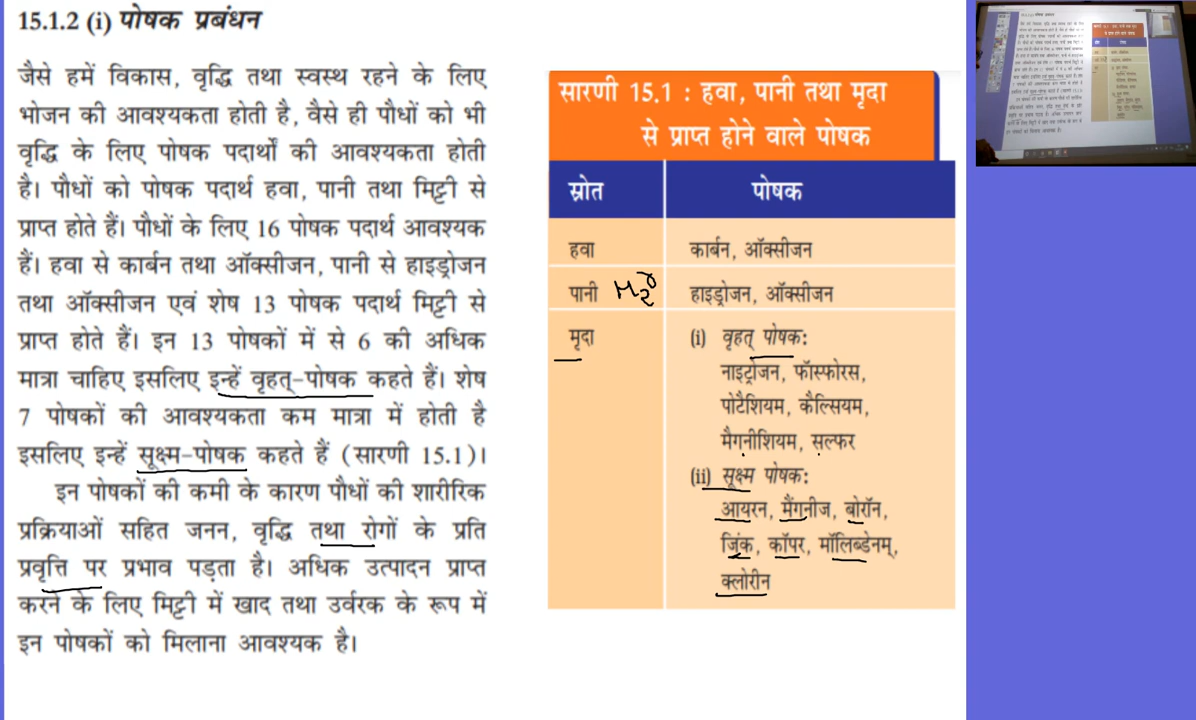 15.1.2 (i) पोषक प्रबंधन
जैसे हमें विकास, वृद्धि तथा स्वस्थ रहने के लिए
भोजन की आवश्यकता होती है, वैसे ही पौधों को भी
वृद्धि के लिए पोषक पदार्थों की आवश्यकता होती
है। पौधों को पोषक पदार्थ हवा, पानी तथा मिट्टी से
प्राप्त होते हैं। पौधों के लिए 16 पोषक पदार्थ आवश्यक
हैं। हवा से कार्बन तथा ऑक्सीजन, पानी से हाइड्रोजन
तथा ऑक्सीजन एवं शेष 13 पोषक पदार्थ मिट्टी से
प्राप्त होते हैं। इन 13 पोषकों में से 6 की अधिक
मात्रा चाहिए इसलिए इन्हें वृहत्-पोषक कहते हैं। शेष
7 पोषकों की आवश्यकता कम मात्रा में होती है
इसलिए इन्हें सूक्ष्म-पोषक कहते हैं (सारणी 15.1)।
इन पोषकों की कमी के कारण पौधों की शारीरिक
प्रक्रियाओं सहित जनन, वृद्धि तथा रोगों के प्रति
प्रवृत्ति पर प्रभाव पड़ता है। अधिक उत्पादन प्राप्त
करने के लिए मिट्टी में खाद तथा उर्वरक के रूप में
इन पोषकों को मिलाना आवश्यक है।
सारणी 15.1 : हवा, पानी तथा मृदा
से प्राप्त होने वाले पोषक
स्रोत पोषक
हवा कार्बन, ऑक्सीजन
पानी H2O हाइड्रोजन, ऑक्सीजन
मृदा (i) वृहत् पोषक:
नाइट्रोजन, फॉस्फोरस,
पोटैशियम, कैल्सियम,
मैगनीशियम, सल्फर
(ii) सूक्ष्म पोषक:
आयरन, मैंगनीज, बोरॉन,
जिंक, कॉपर, मॉलिब्डेनम्,
क्लोरीन